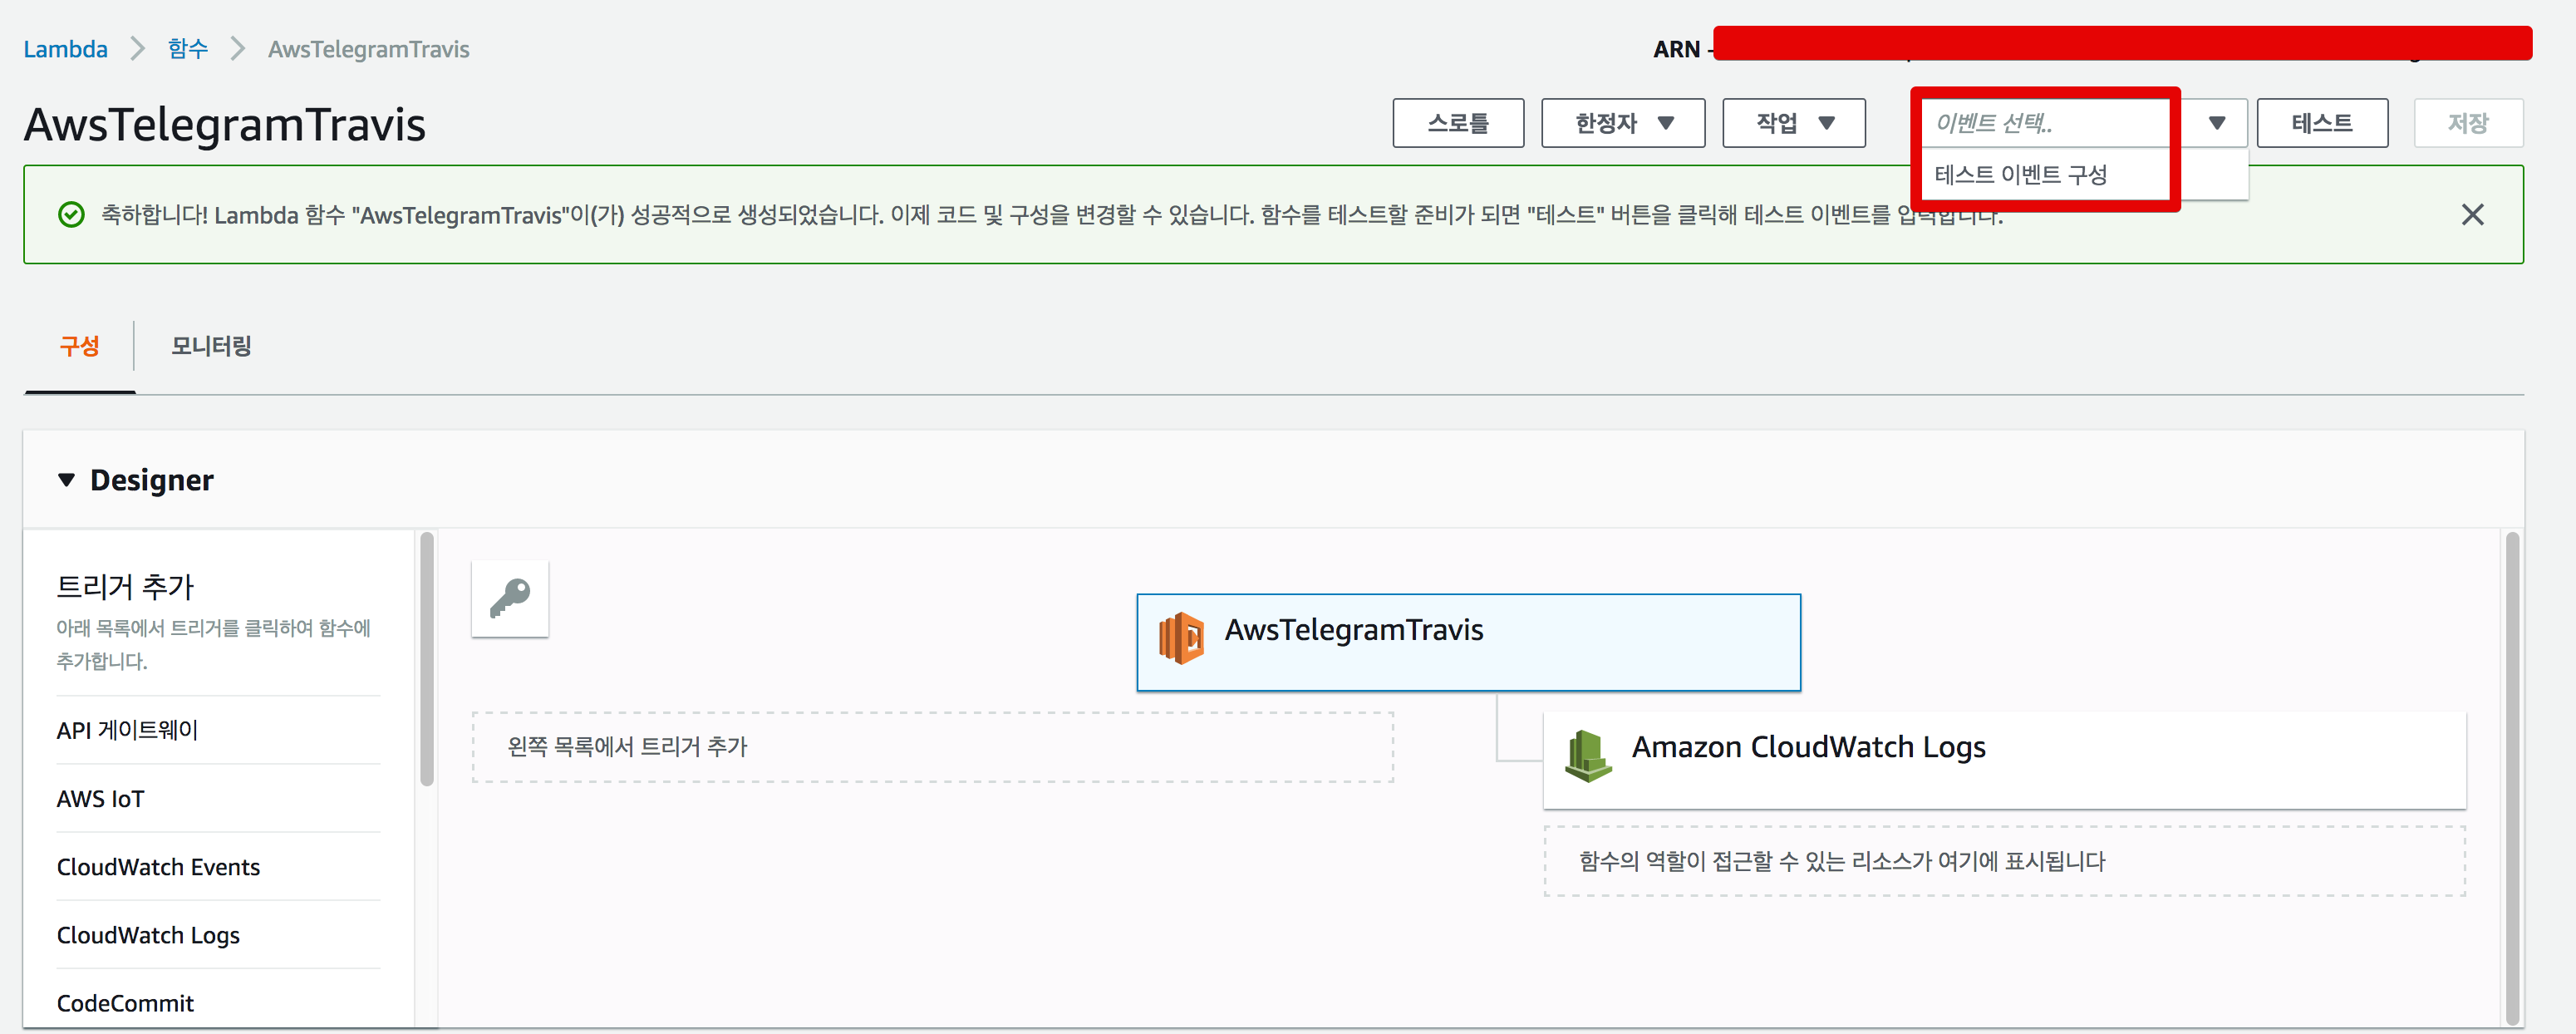 Lambda 함수 AwsTelegramTravis
ARN -
AwsTelegramTravis
스로틀 한정자 작업 이벤트 선택.. 테스트 저장
테스트 이벤트 구성
축하합니다! Lambda 함수 "AwsTelegramTravis"이(가) 성공적으로 생성되었습니다. 이제 코드 및 구성을 변경할 수 있습니다. 함수를 테스트할 준비가 되면 "테스트" 버튼을 클릭해 테스트 이벤트를 입력합니다.
구성 모니터링
Designer
트리거 추가
아래 목록에서 트리거를 클릭하여 함수에
추가합니다.
API 게이트웨이
AWS IoT
CloudWatch Events
CloudWatch Logs
CodeCommit
AwsTelegramTravis
왼쪽 목록에서 트리거 추가
Amazon CloudWatch Logs
함수의 역할이 접근할 수 있는 리소스가 여기에 표시됩니다